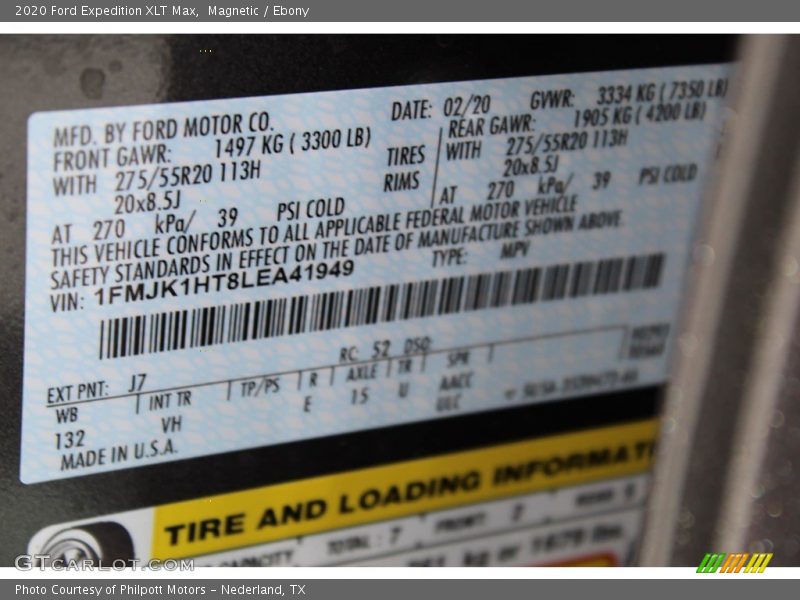 2020 Ford Expedition XLT Max,  Magnetic / Ebony
MFD. BY FORD MOTOR CO.
DATE: 02/20
GVWR: 3334 KG ( 7350 LB)
FRONT GAWR: 1497 KG ( 3300 LB)
REAR GAWR: 1905 KG ( 4200 LB)
WITH 275/55R20 113H
TIRES
WITH 275/55R20 113H
20x8.5J
RIMS
20x8.5J
AT 270 kPa/ 39 PSI COLD
AT 270 kPa/ 39 PSI COLD
THIS VEHICLE CONFORMS TO ALL APPLICABLE FEDERAL MOTOR VEHICLE
SAFETY STANDARDS IN EFFECT ON THE DATE OF MANUFACTURE SHOWN ABOVE
VIN: 1FMJK1HT8LEA41949
TYPE: MPV
EXT PNT: J7
RC 52 DSO
WB INT TR TP/PS R AXLE TR SPR
132 VH E 15 U
MADE IN U.S.A.
TIRE AND LOADING INFORMATI
TOTAL : 7
GTCARLOT.COM
Photo Courtesy of Philpott Motors - Nederland, TX